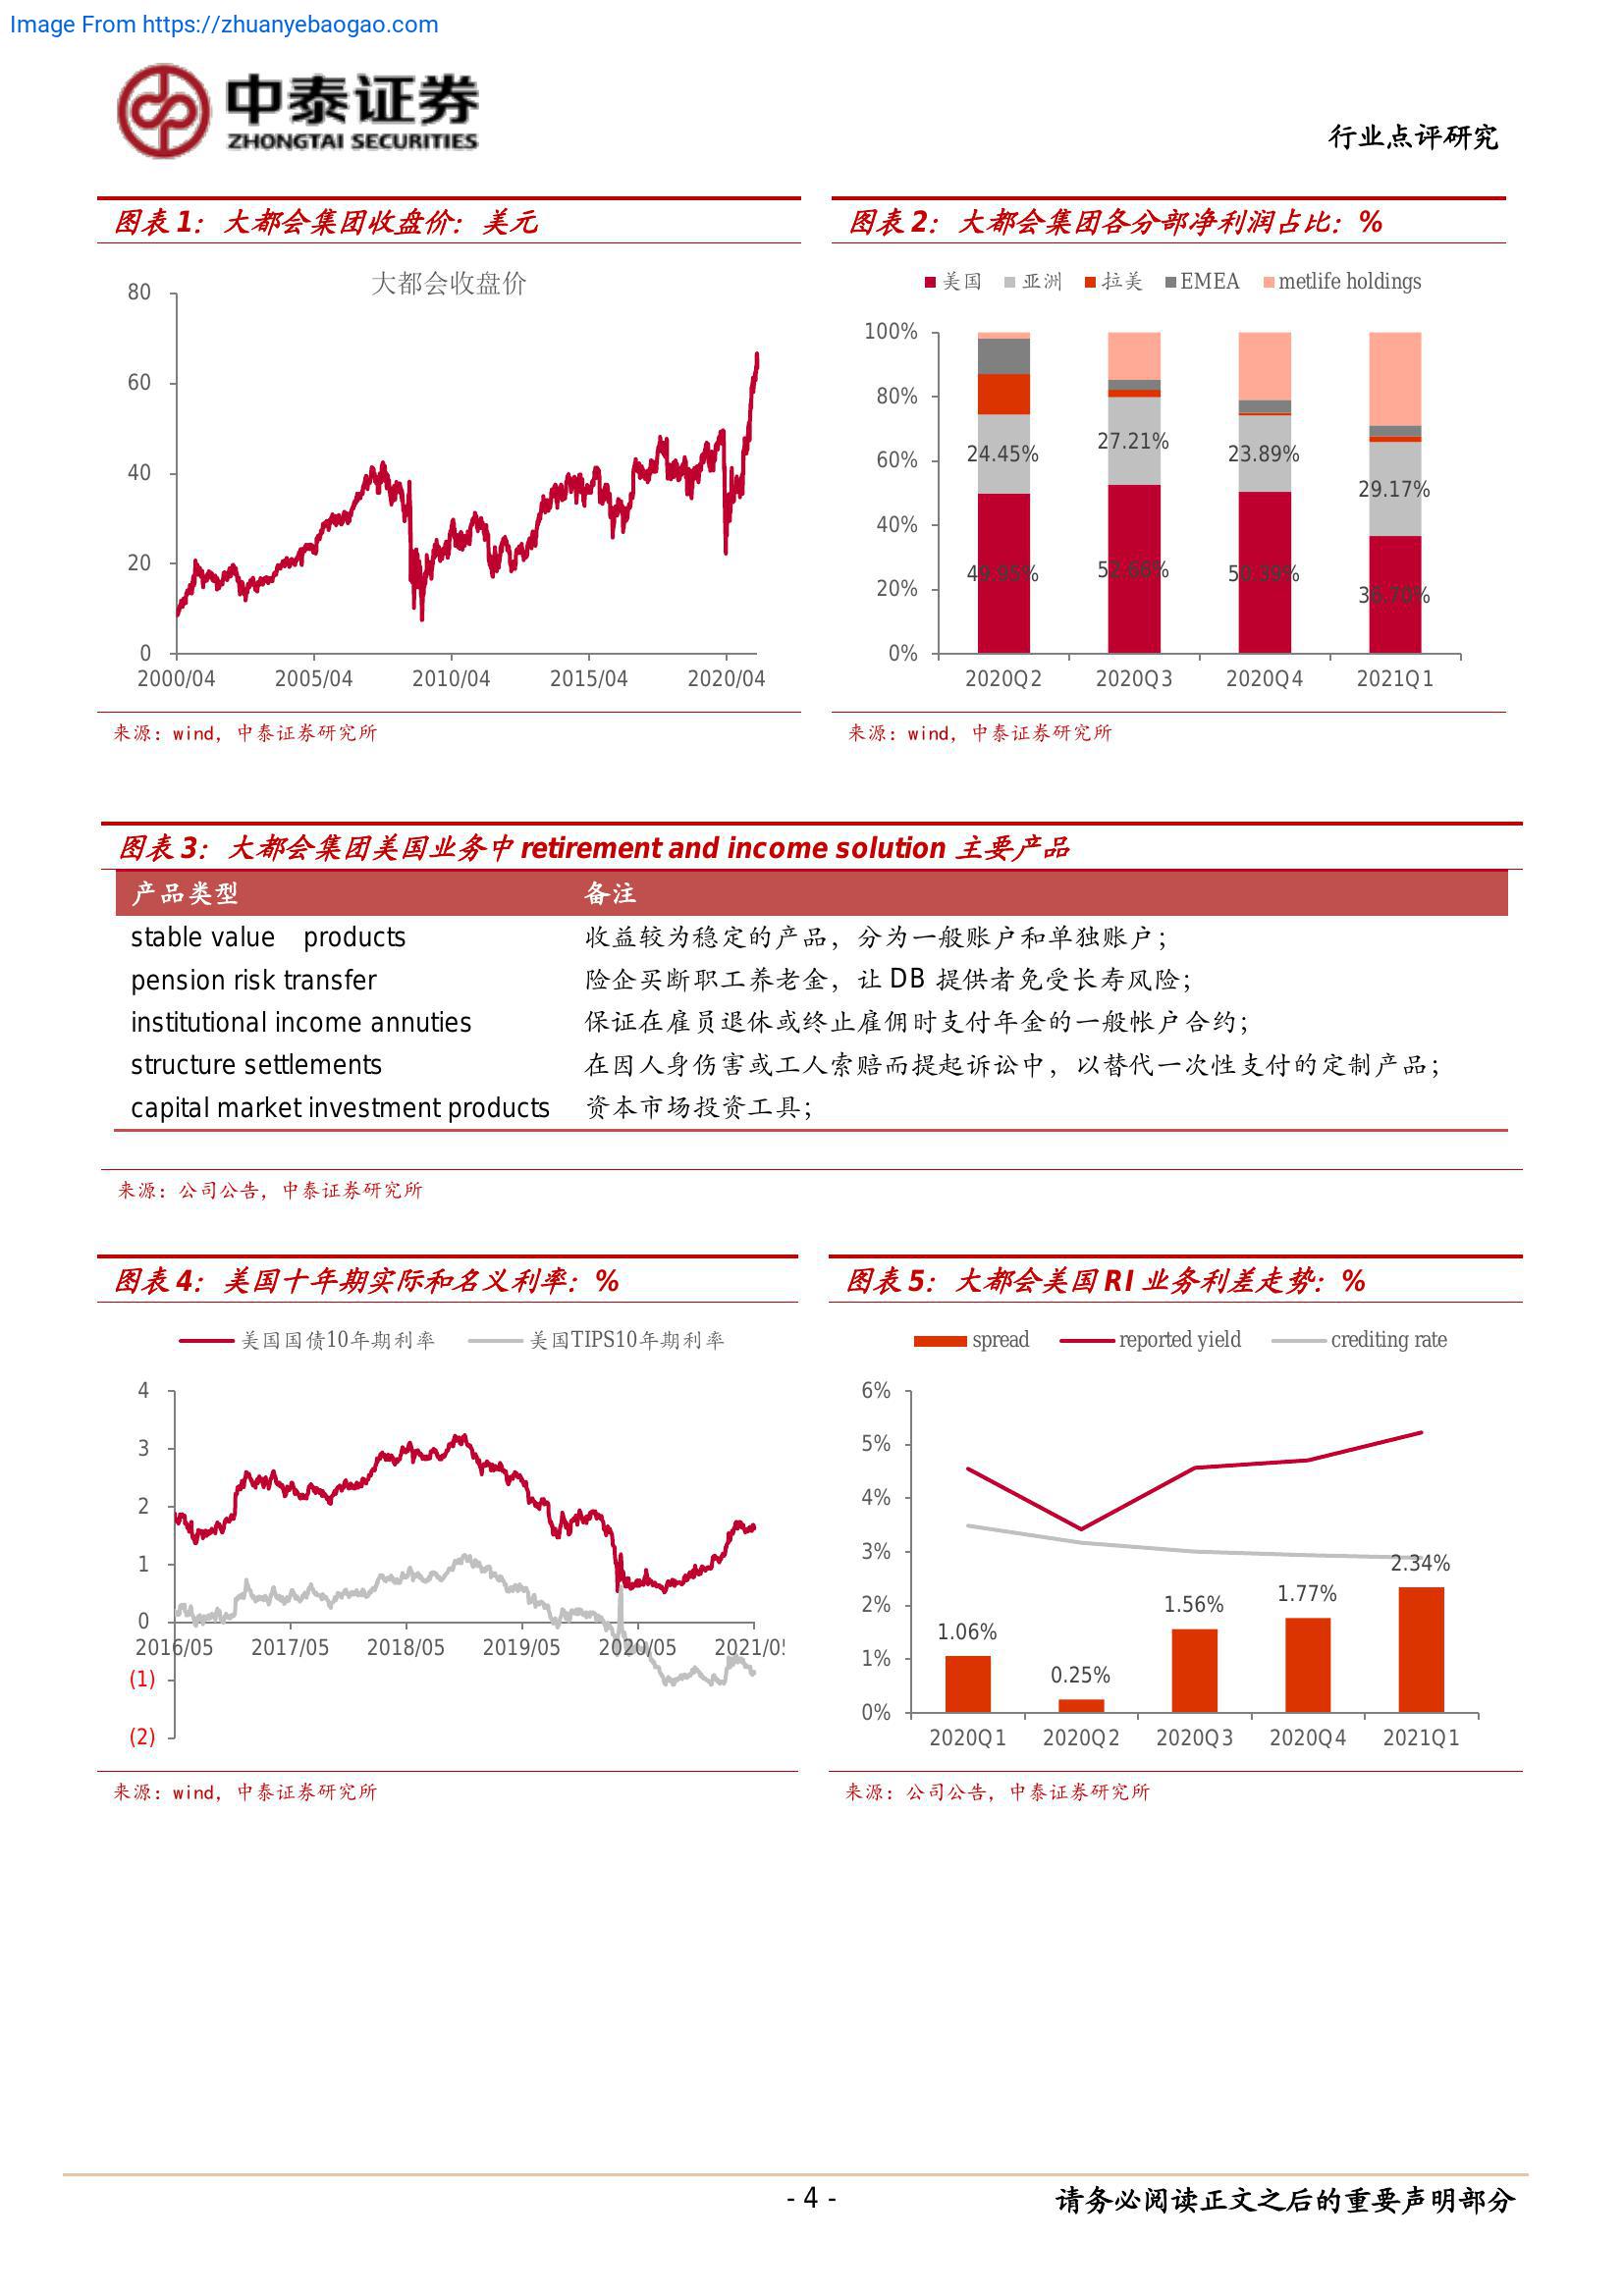 Image From https://zhuanyebaogao.com
中泰证券
ZHONGTAI SECURITIES
行业点评研究
图表 1：大都会集团收盘价：美元
大都会收盘价
80
60
40
20
0
2000/04 2005/04 2010/04 2015/04 2020/04
来源：wind，中泰证券研究所
图表 2：大都会集团各分部净利润占比：%
美国 亚洲 拉美 EMEA metlife holdings
100%
80%
60%
40%
20%
0%
24.45% 27.21% 23.89% 29.17%
49.95% 52.66% 50.39% 36.70%
2020Q2 2020Q3 2020Q4 2021Q1
来源：wind，中泰证券研究所
图表 3：大都会集团美国业务中 retirement and income solution 主要产品
产品类型 备注
stable value products 收益较为稳定的产品，分为一般账户和单独账户；
pension risk transfer 险企买断职工养老金，让 DB 提供者免受长寿风险；
institutional income annuties 保证在雇员退休或终止雇佣时支付年金的一般帐户合约；
structure settlements 在因人身伤害或工人索赔而提起诉讼中，以替代一次性支付的定制产品；
capital market investment products 资本市场投资工具；
来源：公司公告，中泰证券研究所
图表 4：美国十年期实际和名义利率：%
美国国债10年期利率 美国TIPS10年期利率
4
3
2
1
0
2016/05 2017/05 2018/05 2019/05 2020/05 2021/05
(1)
(2)
来源：wind，中泰证券研究所
图表 5：大都会美国 RI 业务利差走势：%
spread reported yield crediting rate
6%
5%
4%
3%
2%
1%
0%
1.06% 0.25% 1.56% 1.77% 2.34%
2020Q1 2020Q2 2020Q3 2020Q4 2021Q1
来源：公司公告，中泰证券研究所
- 4 -
请务必阅读正文之后的重要声明部分